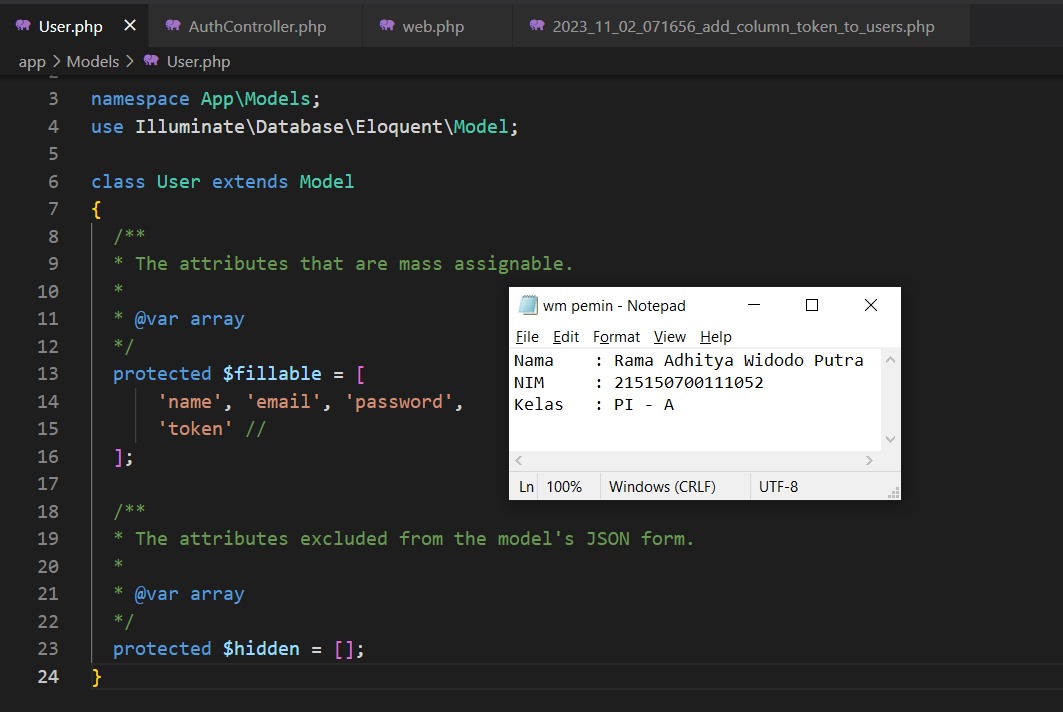 User.php
AuthController.php
web.php
2023_11_02_071656_add_column_token_to_users.php
app > Models > User.php
3 namespace App\Models;
4 use Illuminate\Database\Eloquent\Model;
5
6 class User extends Model
7 {
8 /**
9 * The attributes that are mass assignable.
10 *
11 * @var array
12 */
13 protected $fillable = [
14 'name', 'email', 'password',
15 'token' //
16 ];
17
18 /**
19 * The attributes excluded from the model's JSON form.
20 *
21 * @var array
22 */
23 protected $hidden = [];
24 }
wm pemin - Notepad
File Edit Format View Help
Nama : Rama Adhitya Widodo Putra
NIM : 215150700111052
Kelas : PI - A
Ln 100% Windows (CRLF) UTF-8